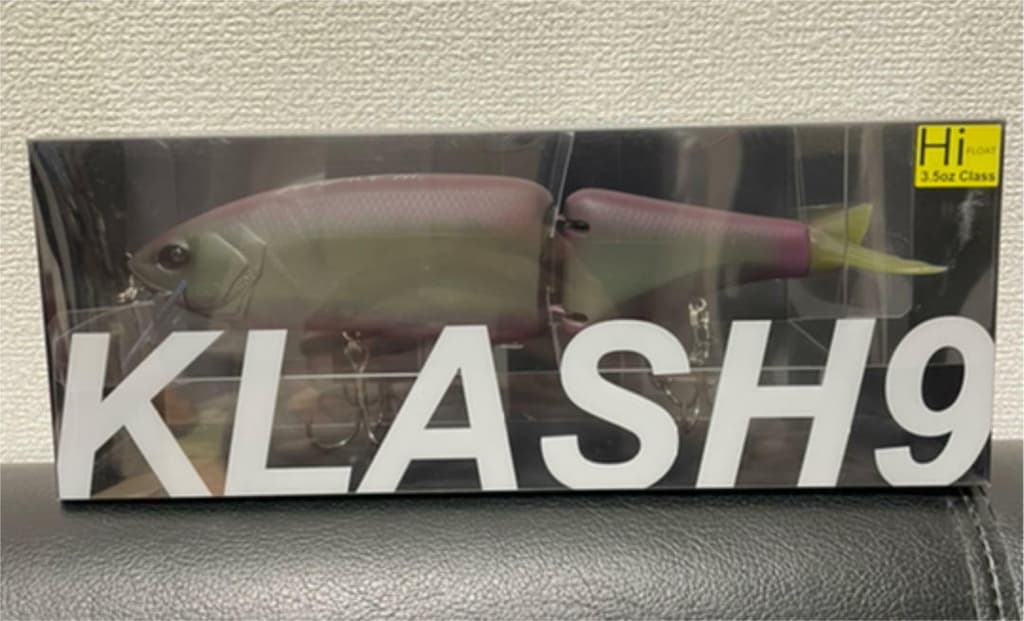 Hi FLOAT
3.5oz Class
KLASH9